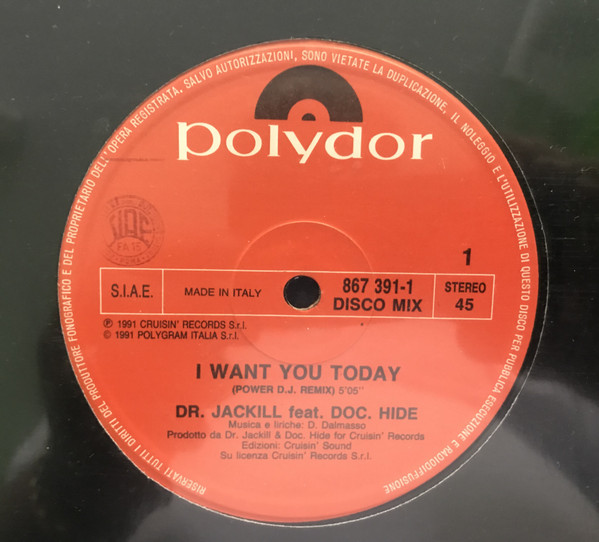 RISERVATI TUTTI I DIRITTI DEL PRODUTTORE FONOGRAFICO E DEL PROPRIETARIO DELL'OPERA REGISTRATA, SALVO AUTORIZZAZIONI, SONO VIETATE LA DUPLICAZIONE, IL NOLEGGIO E L'UTILIZZAZIONE DI QUESTO DISCO PER PUBBLICA ESECUZIONE E RADIODIFFUSIONE
polydor
1
S.I.A.E.
MADE IN ITALY
867 391-1
DISCO MIX
STEREO
45
℗ 1991 CRUISIN' RECORDS S.r.l.
© 1991 POLYGRAM ITALIA S.r.l.
I WANT YOU TODAY
(POWER D.J. REMIX) 5'05"
DR. JACKILL feat. DOC. HIDE
Musica e liriche: D. Dalmasso
Prodotto da Dr. Jackill & Doc. Hide for Cruisin' Records
Edizioni: Cruisin' Sound
Su licenza Cruisin' Records S.r.l.